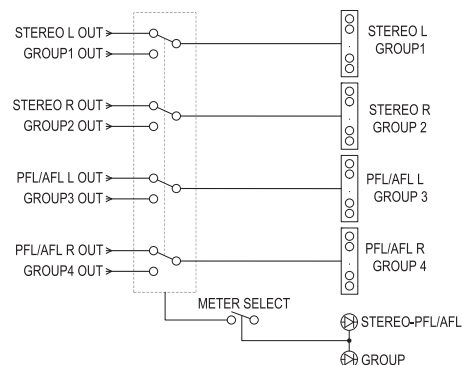 STEREO L OUT
GROUP1 OUT
STEREO L
GROUP1
STEREO R OUT
GROUP2 OUT
STEREO R
GROUP 2
PFL/AFL L OUT
GROUP3 OUT
PFL/AFL L
GROUP 3
PFL/AFL R OUT
GROUP4 OUT
PFL/AFL R
GROUP 4
METER SELECT
STEREO-PFL/AFL
GROUP